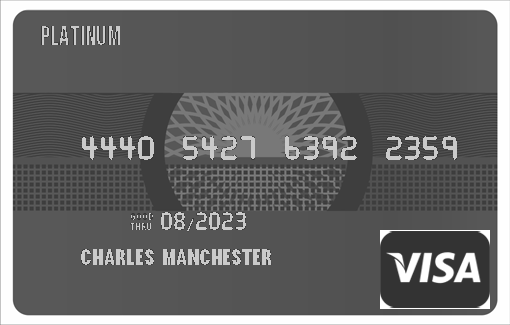 PLATINUM
4440 5427 6392 2359
THRU 08/2023
CHARLES MANCHESTER
VISA